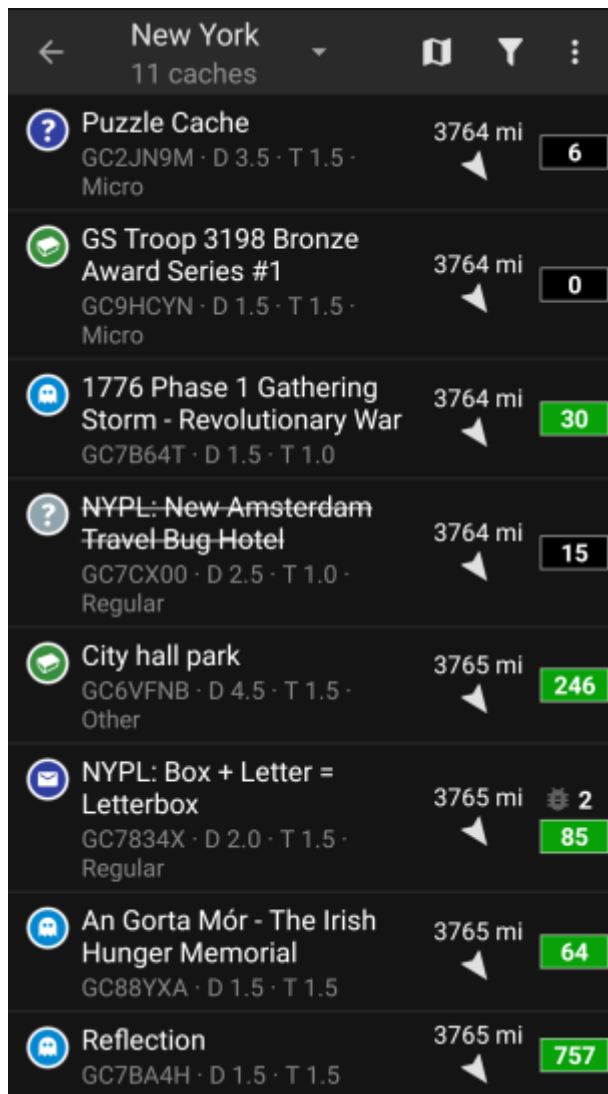 New York
11 caches
Puzzle Cache
GC2JN9M · D 3.5 · T 1.5 ·
Micro
3764 mi
6
GS Troop 3198 Bronze
Award Series #1
GC9HCYN · D 1.5 · T 1.5 ·
Micro
3764 mi
0
1776 Phase 1 Gathering
Storm - Revolutionary War
GC7B64T · D 1.5 · T 1.0
3764 mi
30
NYPL: New Amsterdam
Travel Bug Hotel
GC7CX00 · D 2.5 · T 1.0 ·
Regular
3764 mi
15
City hall park
GC6VFNB · D 4.5 · T 1.5 ·
Other
3765 mi
246
NYPL: Box + Letter =
Letterbox
GC7834X · D 2.0 · T 1.5 ·
Regular
3765 mi
2
85
An Gorta Mór - The Irish
Hunger Memorial
GC88YXA · D 1.5 · T 1.5
3765 mi
64
Reflection
GC7BA4H · D 1.5 · T 1.5
3765 mi
757